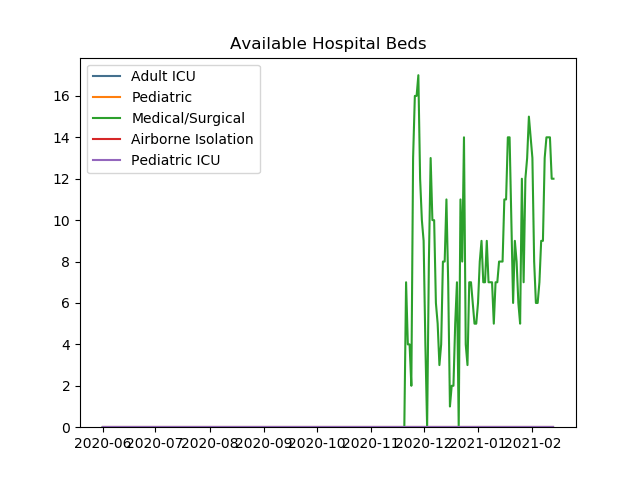 Available Hospital Beds
Adult ICU
Pediatric
Medical/Surgical
Airborne Isolation
Pediatric ICU
16
14
12
10
8
6
4
2
0
2020-06 2020-07 2020-08 2020-09 2020-10 2020-11 2020-12 2021-01 2021-02